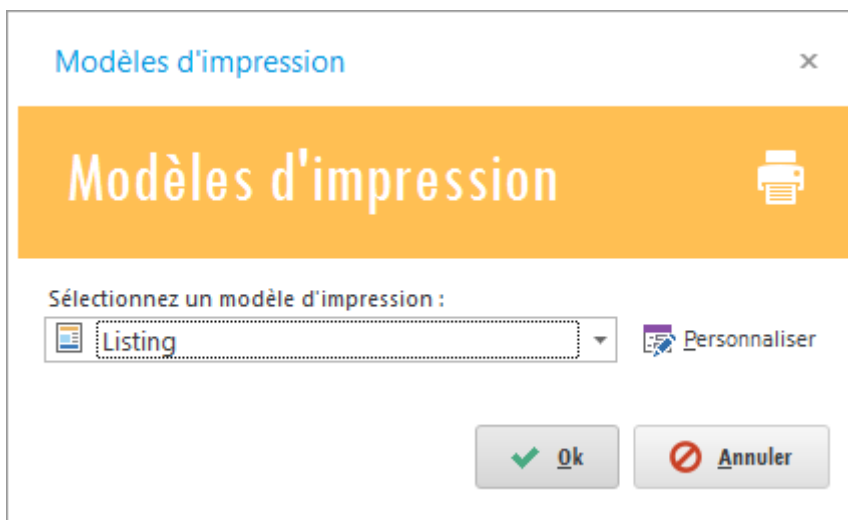 Modèles d'impression
Modèles d'impression
Sélectionnez un modèle d'impression :
Listing
Personnaliser
Ok
Annuler